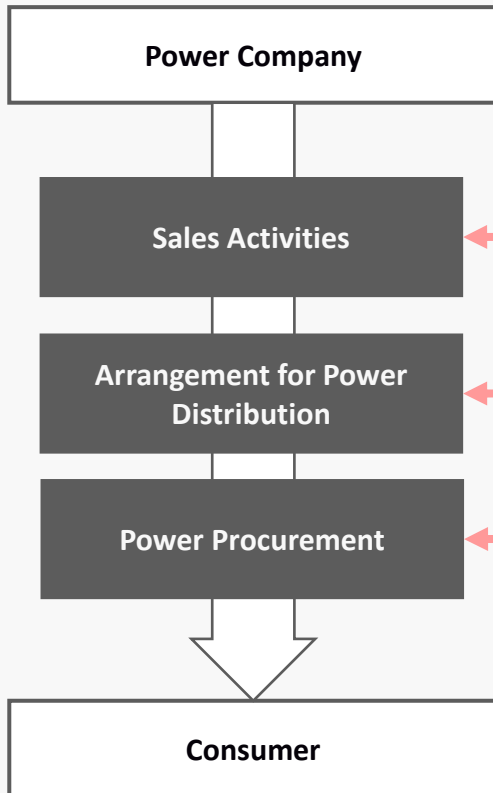 Power Company
Sales Activities
Arrangement for Power
Distribution
Power Procurement
Consumer